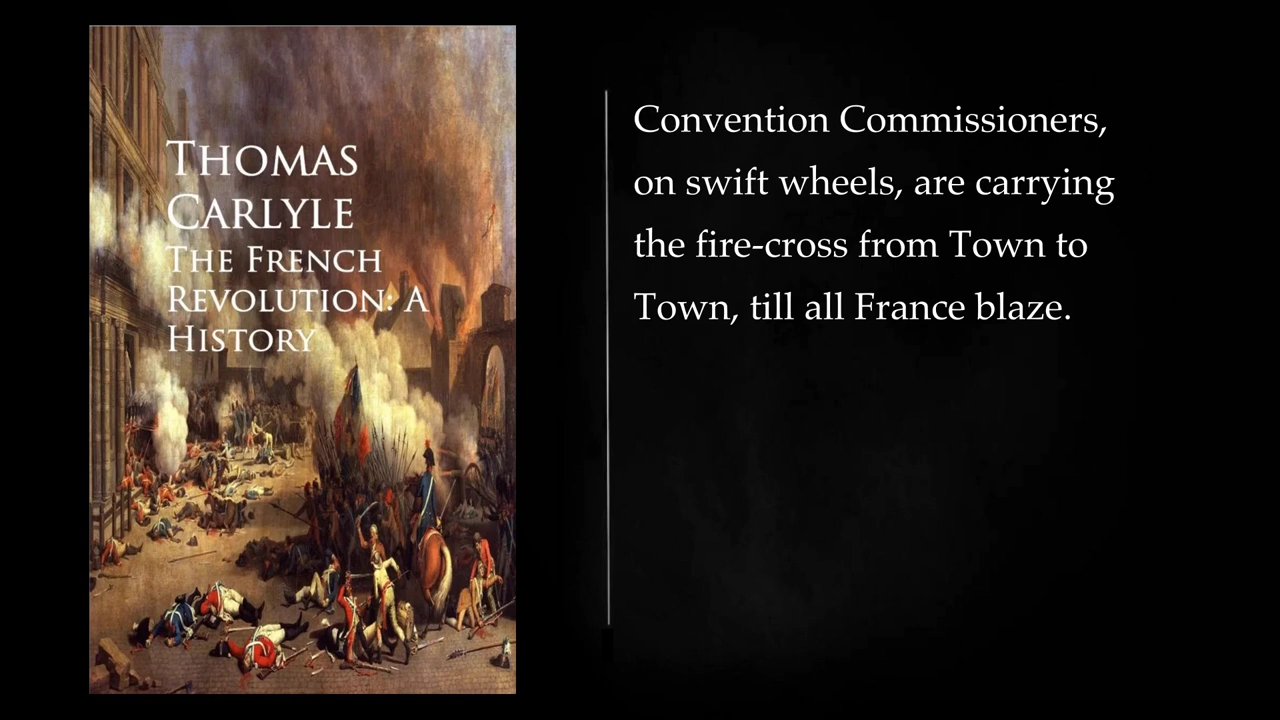 THOMAS
CARLYLE
THE FRENCH
REVOLUTION: A
HISTORY
Convention Commissioners,
on swift wheels, are carrying
the fire-cross from Town to
Town, till all France blaze.